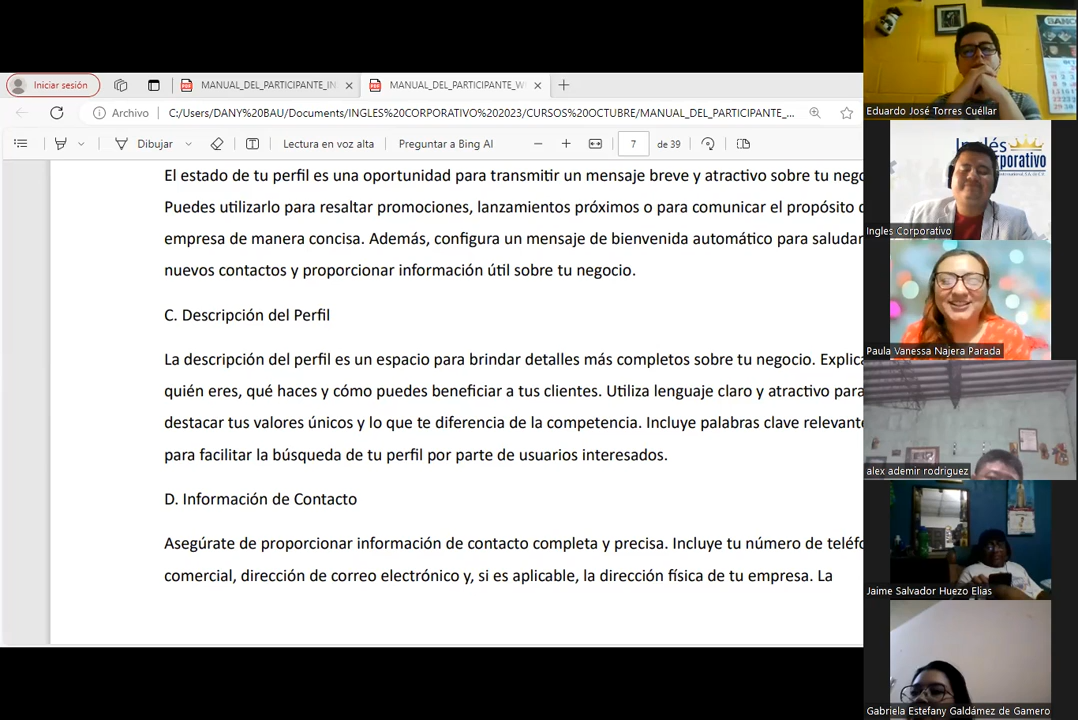 Iniciar sesión
MANUAL_DEL_PARTICIPANTE_IN
MANUAL_DEL_PARTICIPANTE_W
Archivo
C:/Users/DANY%20BAU/Documents/INGLES%20CORPORATIVO%202023/CURSOS%20OCTUBRE/MANUAL_DEL_PARTICIPANTE_...
Dibujar
Lectura en voz alta
Preguntar a Bing AI
7
de 39
El estado de tu perfil es una oportunidad para transmitir un mensaje breve y atractivo sobre tu nego
Puedes utilizarlo para resaltar promociones, lanzamientos próximos o para comunicar el propósito
empresa de manera concisa. Además, configura un mensaje de bienvenida automático para saludar
nuevos contactos y proporcionar información útil sobre tu negocio.
C. Descripción del Perfil
La descripción del perfil es un espacio para brindar detalles más completos sobre tu negocio. Explica
quién eres, qué haces y cómo puedes beneficiar a tus clientes. Utiliza lenguaje claro y atractivo para
destacar tus valores únicos y lo que te diferencia de la competencia. Incluye palabras clave relevante
para facilitar la búsqueda de tu perfil por parte de usuarios interesados.
D. Información de Contacto
Asegúrate de proporcionar información de contacto completa y precisa. Incluye tu número de teléfo
comercial, dirección de correo electrónico y, si es aplicable, la dirección física de tu empresa. La
BANCO
Eduardo José Torres Cuéllar
Inglés
orporativo
Ingles Corporativo
Paula Vanessa Najera Parada
alex ademir rodríguez
Jaime Salvador Huezo Elias
Gabriela Estefany Galdámez de Gamero